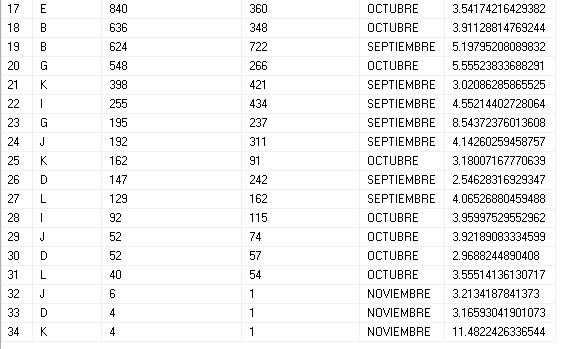 17 E 840 360 OCTUBRE 3.54174216429382
18 B 636 348 OCTUBRE 3.91128814769244
19 B 624 722 SEPTIEMBRE 5.19795208089832
20 G 548 266 OCTUBRE 5.55523833688291
21 K 398 421 SEPTIEMBRE 3.02086285865525
22 I 255 434 SEPTIEMBRE 4.55214402728064
23 G 195 237 SEPTIEMBRE 8.54372376013608
24 J 192 311 SEPTIEMBRE 4.14260259458757
25 K 162 91 OCTUBRE 3.18007167770639
26 D 147 242 SEPTIEMBRE 2.54628316929347
27 L 129 162 SEPTIEMBRE 4.06526880459488
28 I 92 115 OCTUBRE 3.95997529552962
29 J 52 74 OCTUBRE 3.92189083334599
30 D 52 57 OCTUBRE 2.9688244890408
31 L 40 54 OCTUBRE 3.55514136130717
32 J 6 1 NOVIEMBRE 3.2134187841373
33 D 4 1 NOVIEMBRE 3.16593041901073
34 K 4 1 NOVIEMBRE 11.4822426336544